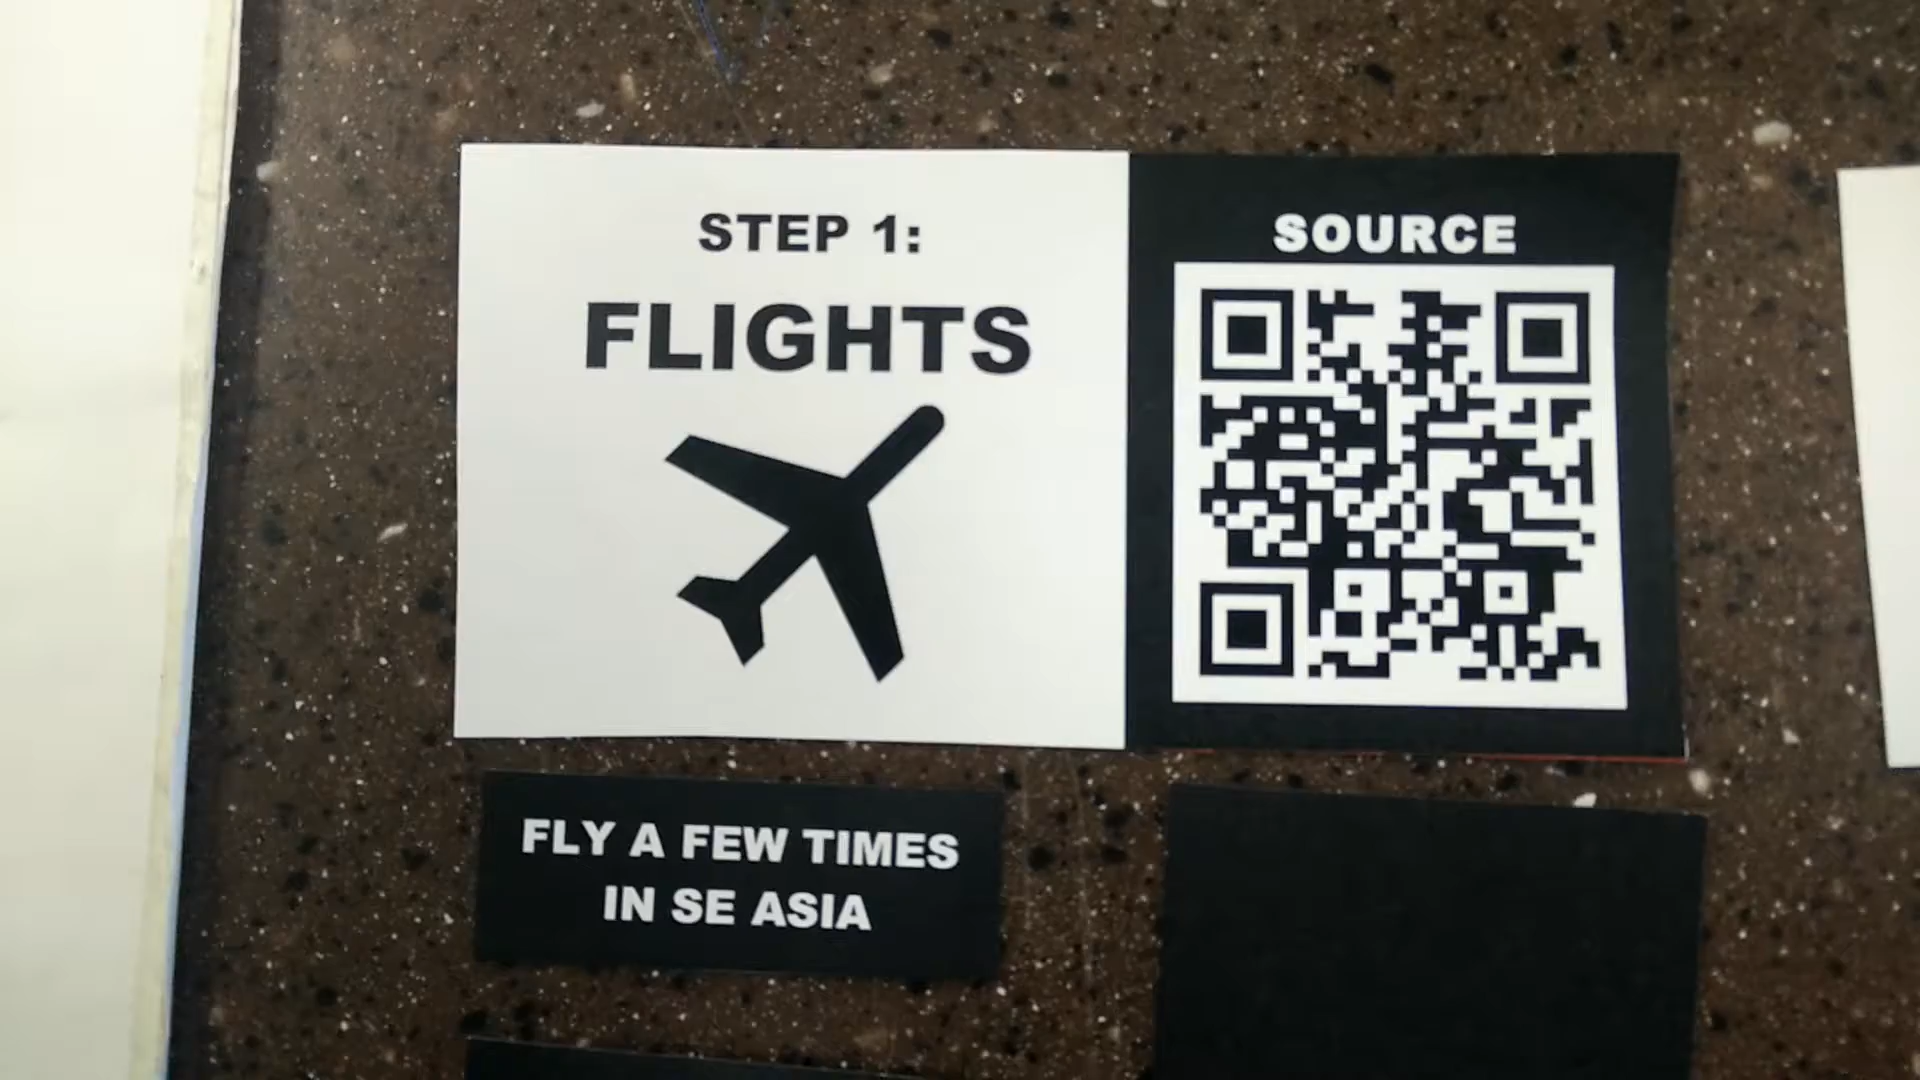 STEP 1:
FLIGHTS
SOURCE
FLY A FEW TIMES
IN SE ASIA